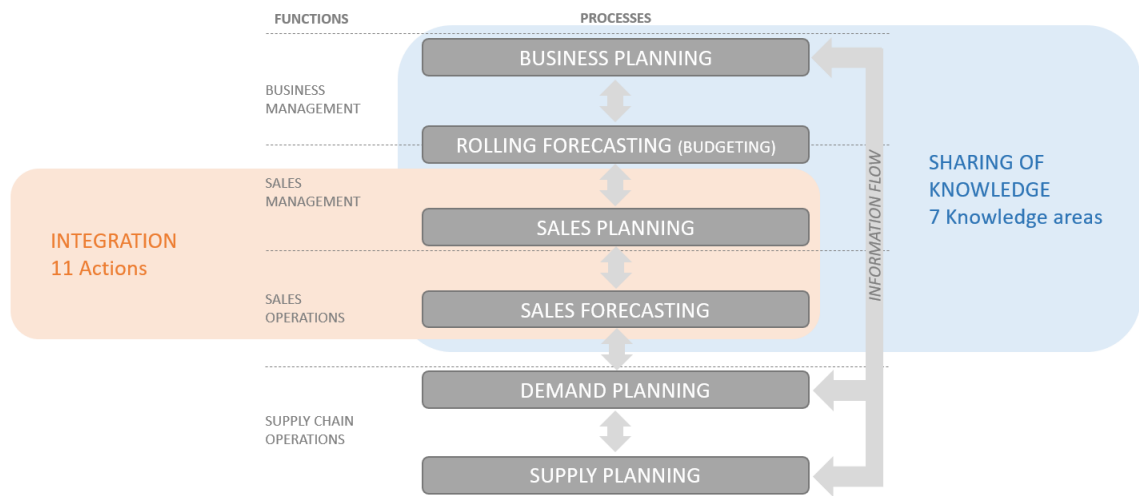 FUNCTIONS
PROCESSES
BUSINESS PLANNING
BUSINESS
MANAGEMENT
ROLLING FORECASTING (BUDGETING)
SALES
MANAGEMENT
SALES PLANNING
SALES
OPERATIONS
SALES FORECASTING
DEMAND PLANNING
SUPPLY CHAIN
OPERATIONS
SUPPLY PLANNING
INTEGRATION
11 Actions
INFORMATION FLOW
SHARING OF
KNOWLEDGE
7 Knowledge areas